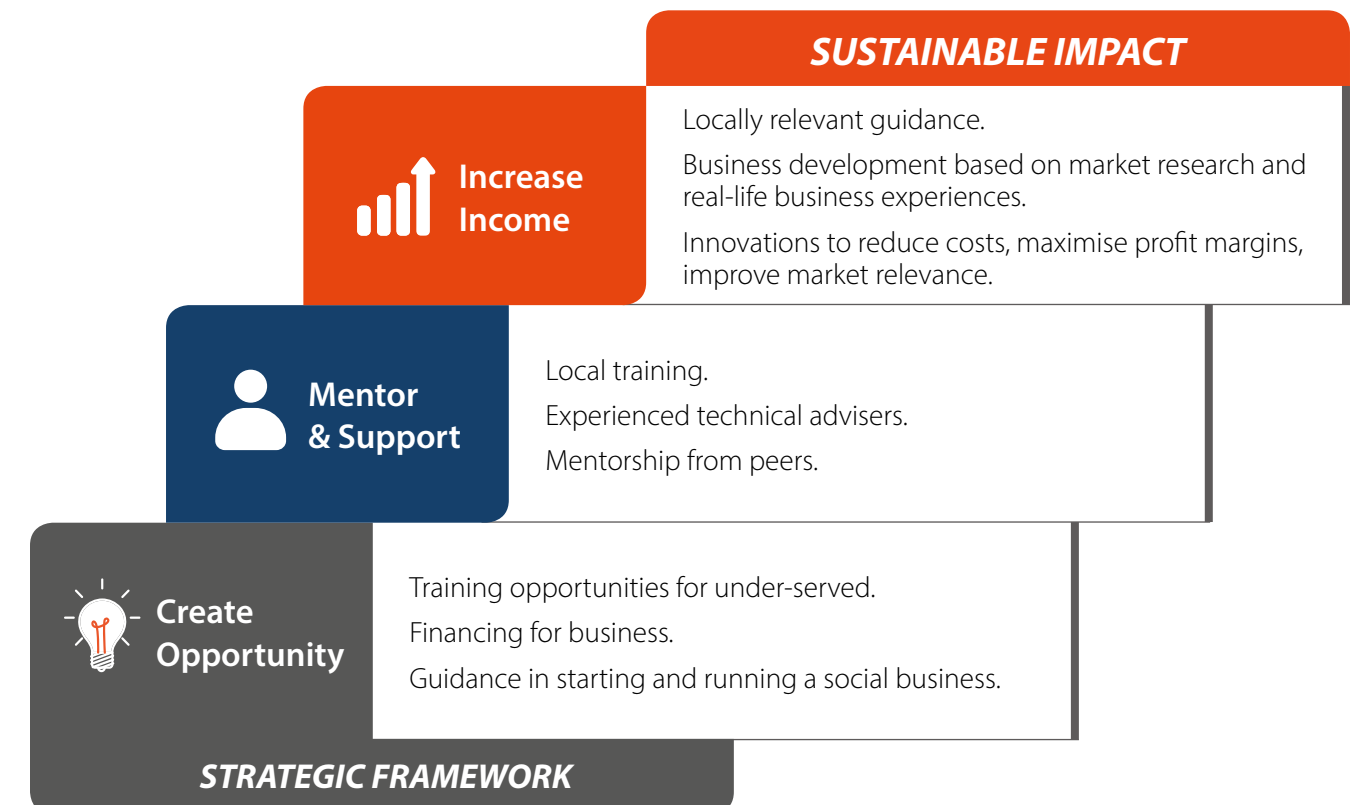 SUSTAINABLE IMPACT
Increase
Income
Locally relevant guidance.
Business development based on market research and
real-life business experiences.
Innovations to reduce costs, maximise profit margins,
improve market relevance.
Mentor
& Support
Local training.
Experienced technical advisers.
Mentorship from peers.
Create
Opportunity
Training opportunities for under-served.
Financing for business.
Guidance in starting and running a social business.
STRATEGIC FRAMEWORK